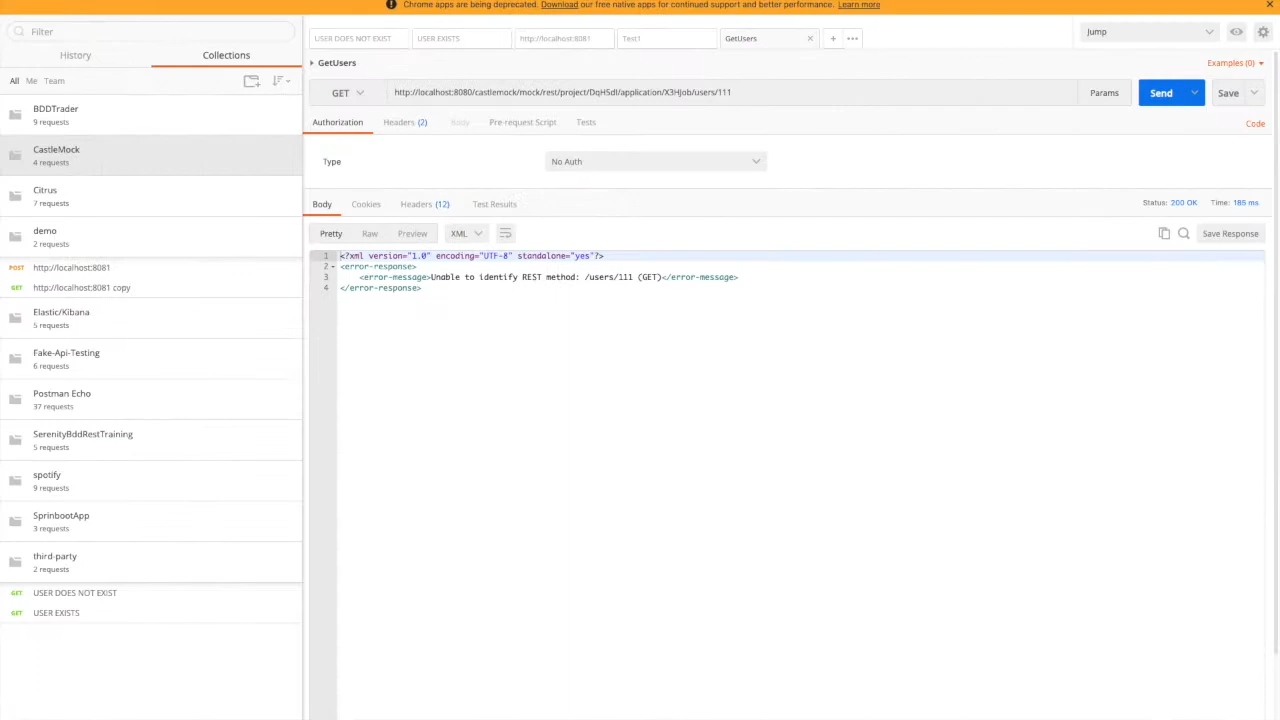 Chrome apps are being deprecated. Download our free native apps for continued support and better performance. Learn more
Filter
History
Collections
All Me Team
BDDTrader
9 requests
CastleMock
4 requests
Citrus
7 requests
demo
2 requests
POST http://localhost:8081
GET http://localhost:8081 copy
Elastic/Kibana
5 requests
Fake-Api-Testing
6 requests
Postman Echo
37 requests
SerenityBddRestTraining
5 requests
spotify
9 requests
SprinbootApp
3 requests
third-party
2 requests
GET USER DOES NOT EXIST
GET USER EXISTS
USER DOES NOT EXIST
USER EXISTS
http://localhost:8081
Test1
GetUsers
Jump
GetUsers
Examples (0)
GET
http://localhost:8080/castlemock/mock/rest/project/DqH5dI/application/X3HJob/users/111
Params
Send
Save
Authorization
Headers (2)
Body
Pre-request Script
Tests
Code
Type
No Auth
Body
Cookies
Headers (12)
Test Results
Status: 200 OK
Time: 185 ms
Pretty
Raw
Preview
XML
Save Response
1 <?xml version="1.0" encoding="UTF-8" standalone="yes"?>
2 <error-response>
3 <error-message>Unable to identify REST method: /users/111 (GET)</error-message>
4 </error-response>